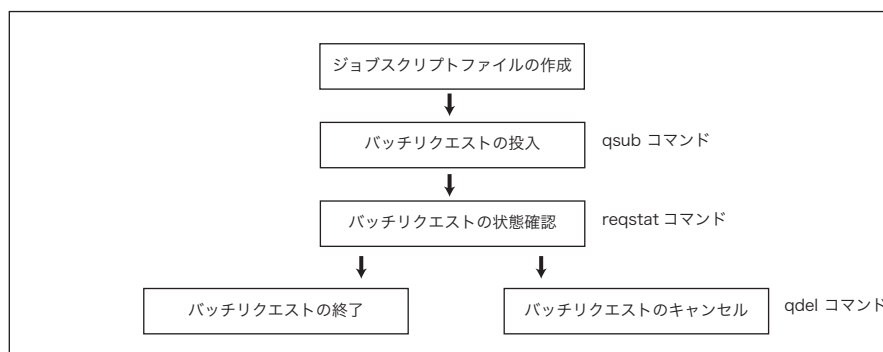 ジョブスクリプトファイルの作成
バッチリクエストの投入
qsub コマンド
バッチリクエストの状態確認
reqstat コマンド
バッチリクエストの終了
バッチリクエストのキャンセル
qdel コマンド